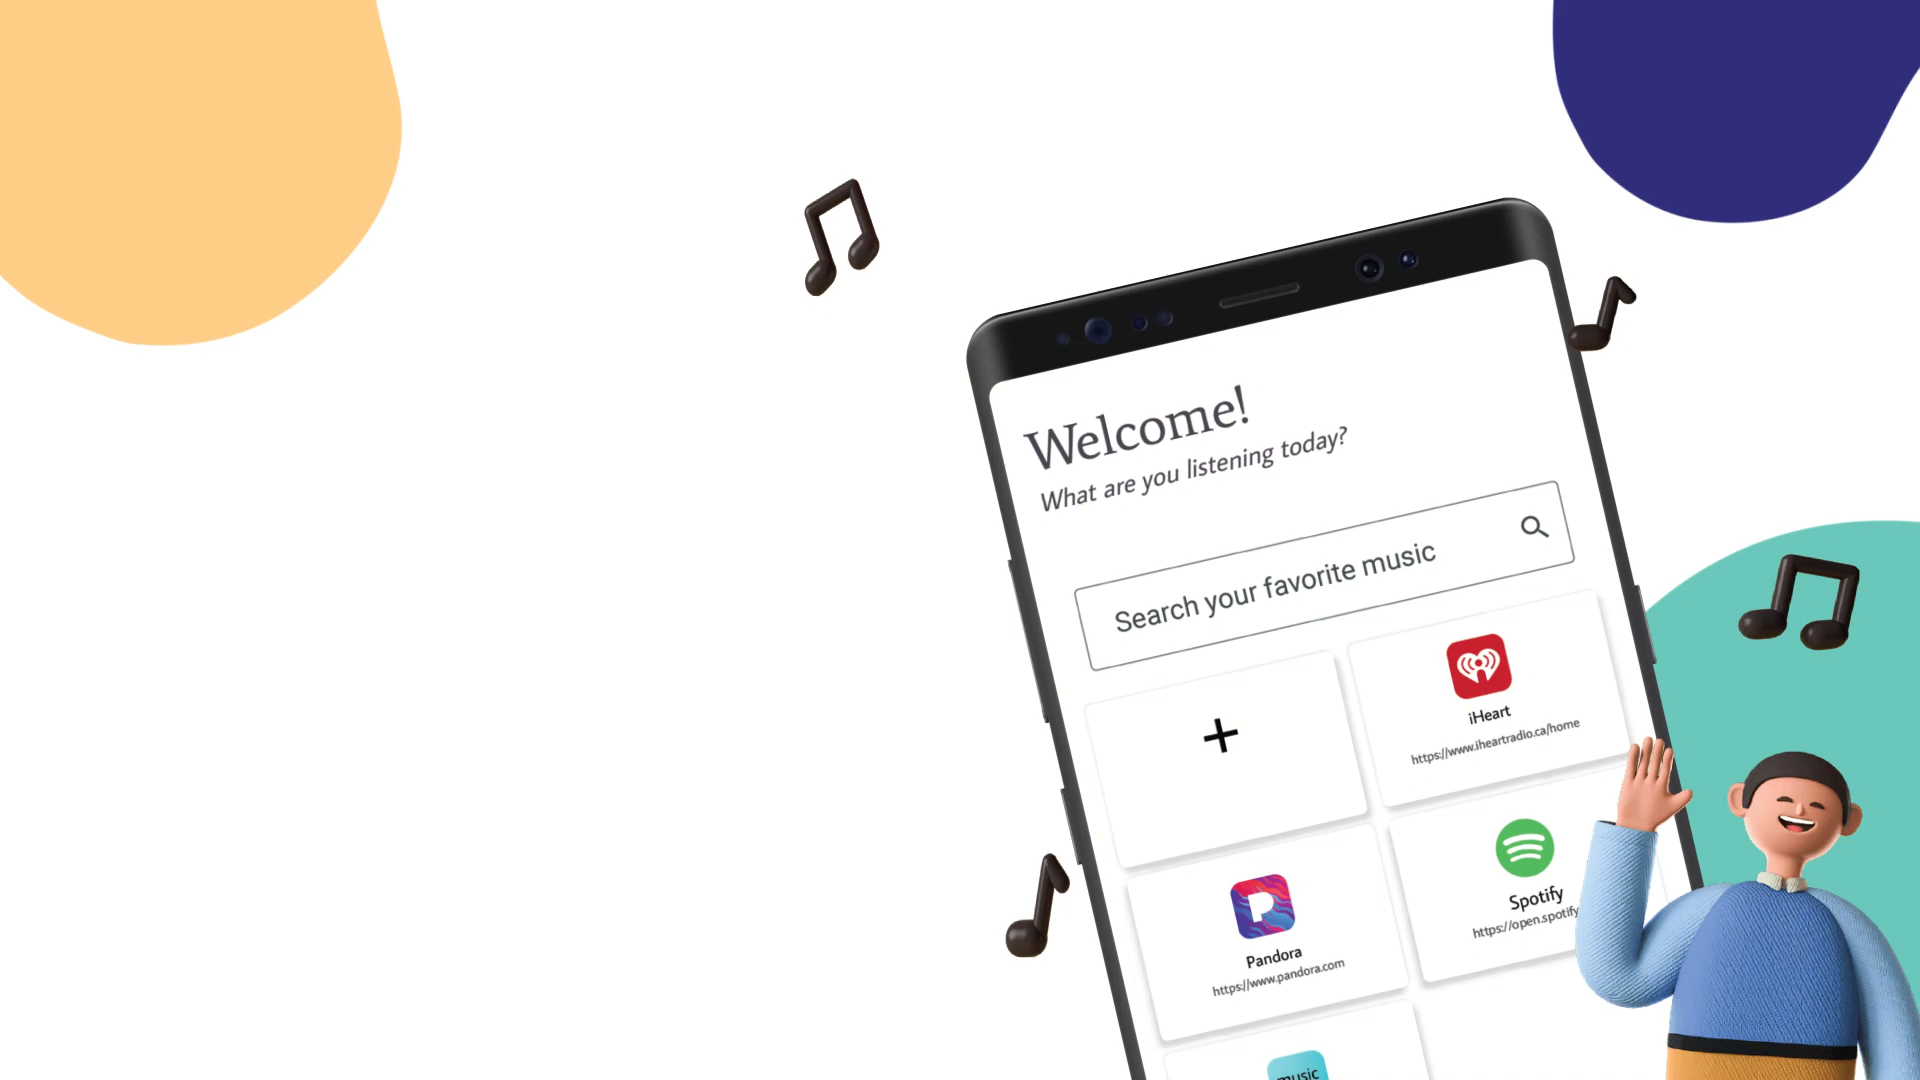 Welcome!
What are you listening today?
Search your favorite music
+
iHeart
https://www.iheartradio.ca/home
Pandora
https://www.pandora.com
Spotify
https://open.spotify
music